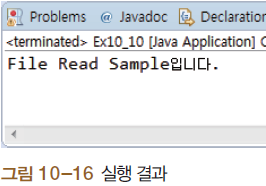 Problems @ Javadoc Declaration
<terminated> Ex10_10 [Java Application]
File Read Sample입니다.
그림 10-16 실행 결과